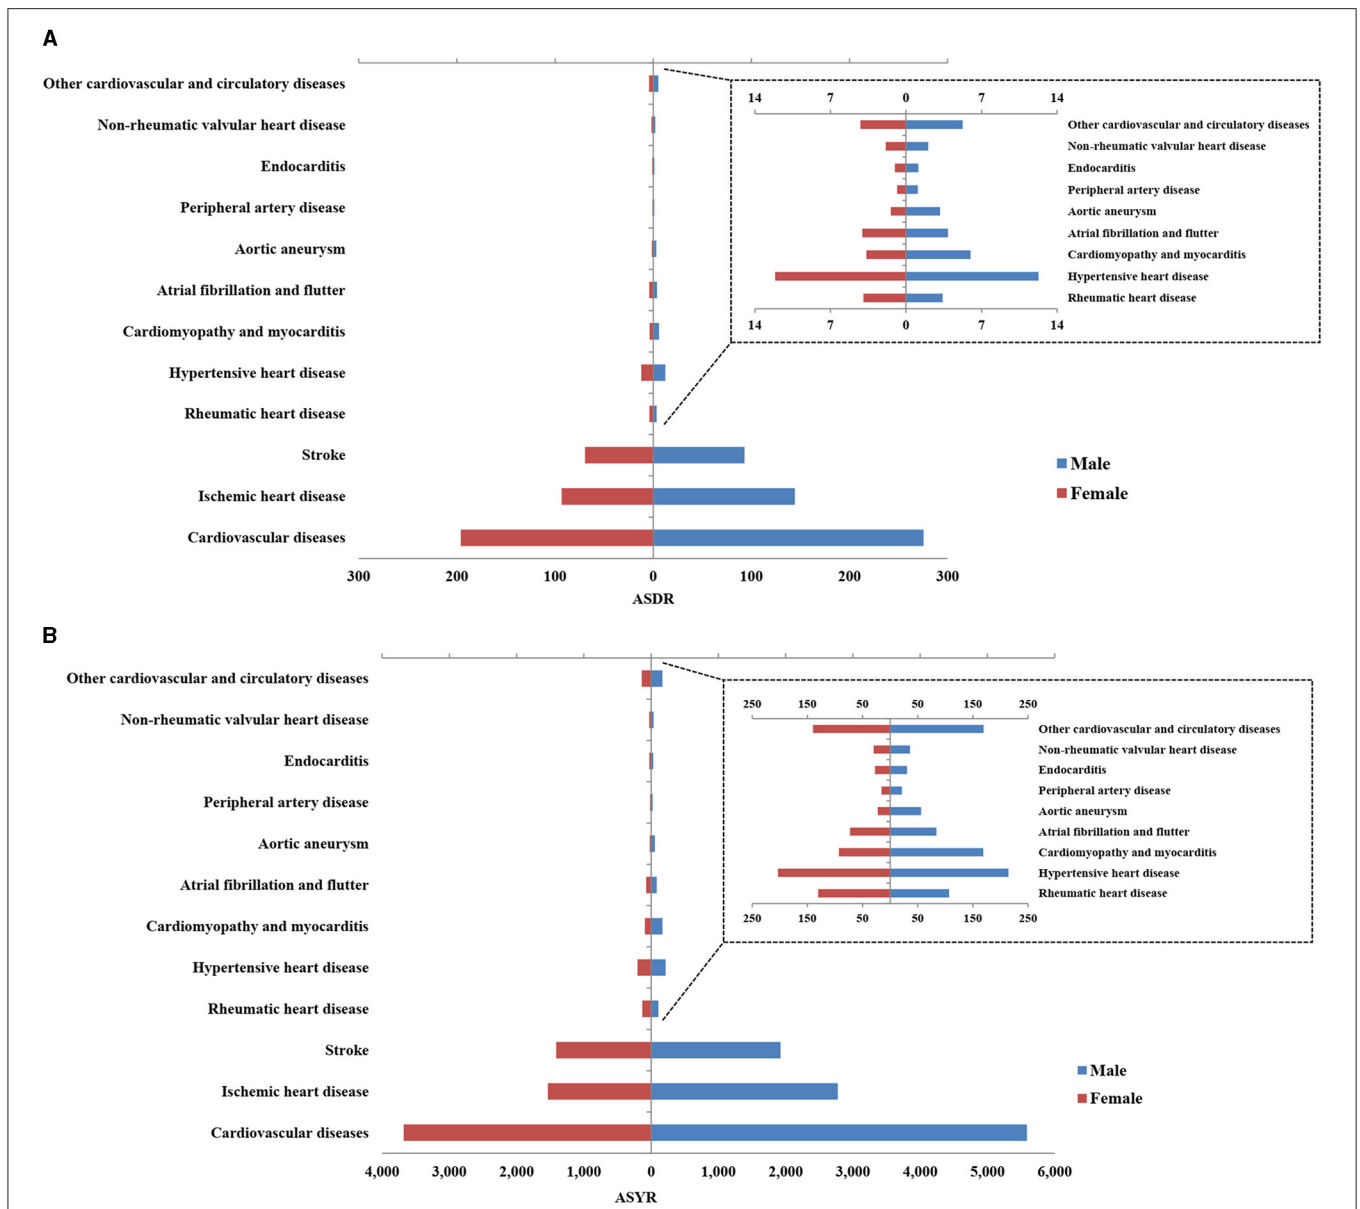 A
Other cardiovascular and circulatory diseases
Non-rheumatic valvular heart disease
Endocarditis
Peripheral artery disease
Aortic aneurysm
Atrial fibrillation and flutter
Cardiomyopathy and myocarditis
Hypertensive heart disease
Rheumatic heart disease
Stroke
Ischemic heart disease
Cardiovascular diseases
300 200 100 0 100 200 300
ASDR
14 7 0 7 14
Other cardiovascular and circulatory diseases
Non-rheumatic valvular heart disease
Endocarditis
Peripheral artery disease
Aortic aneurysm
Atrial fibrillation and flutter
Cardiomyopathy and myocarditis
Hypertensive heart disease
Rheumatic heart disease
14 7 0 7 14
Male
Female
B
Other cardiovascular and circulatory diseases
Non-rheumatic valvular heart disease
Endocarditis
Peripheral artery disease
Aortic aneurysm
Atrial fibrillation and flutter
Cardiomyopathy and myocarditis
Hypertensive heart disease
Rheumatic heart disease
Stroke
Ischemic heart disease
Cardiovascular diseases
4,000 3,000 2,000 1,000 0 1,000 2,000 3,000 4,000 5,000 6,000
ASYR
250 150 50 50 150 250
Other cardiovascular and circulatory diseases
Non-rheumatic valvular heart disease
Endocarditis
Peripheral artery disease
Aortic aneurysm
Atrial fibrillation and flutter
Cardiomyopathy and myocarditis
Hypertensive heart disease
Rheumatic heart disease
250 150 50 50 150 250
Male
Female